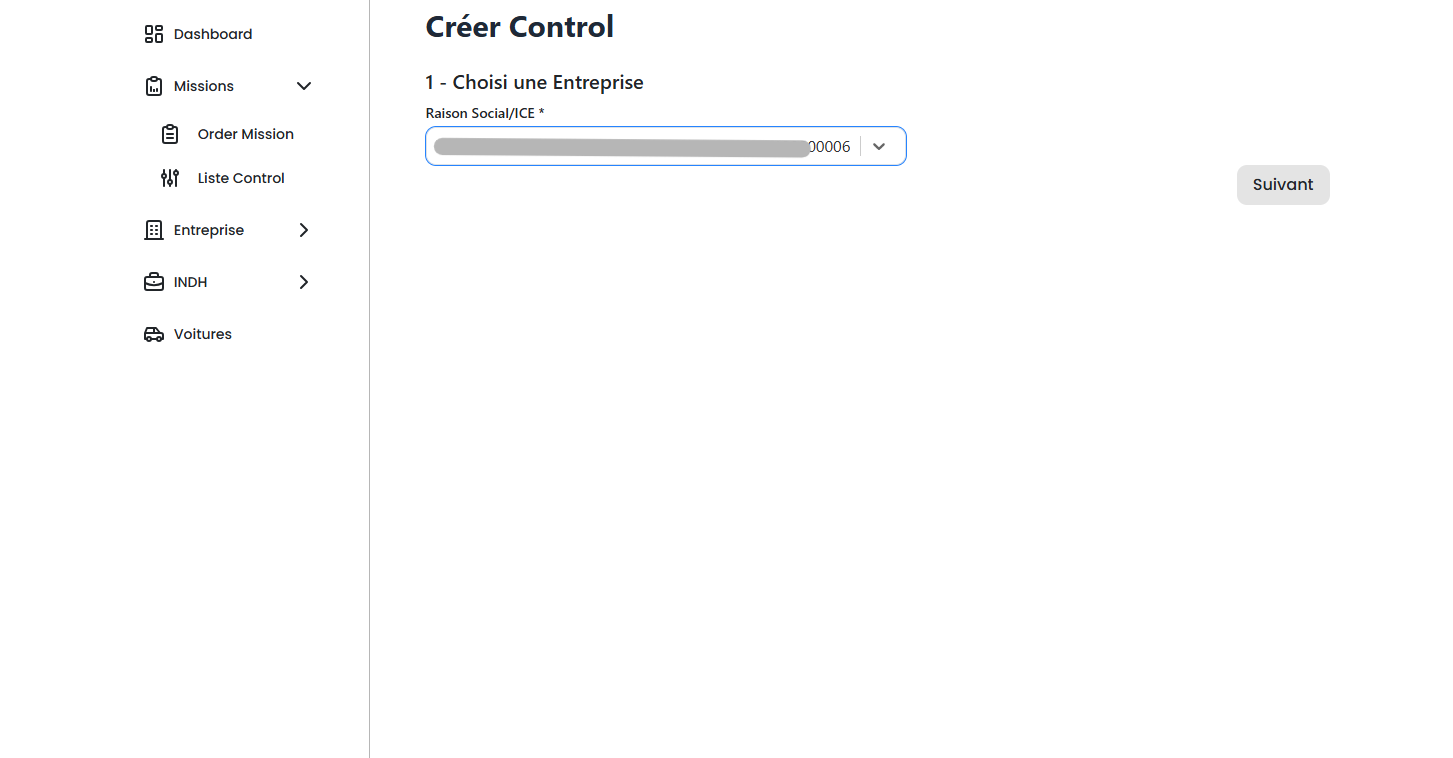 Dashboard
Missions
Order Mission
Liste Control
Entreprise
INDH
Voitures
Créer Control
1 - Choisi une Entreprise
Raison Social/ICE *
00006
Suivant